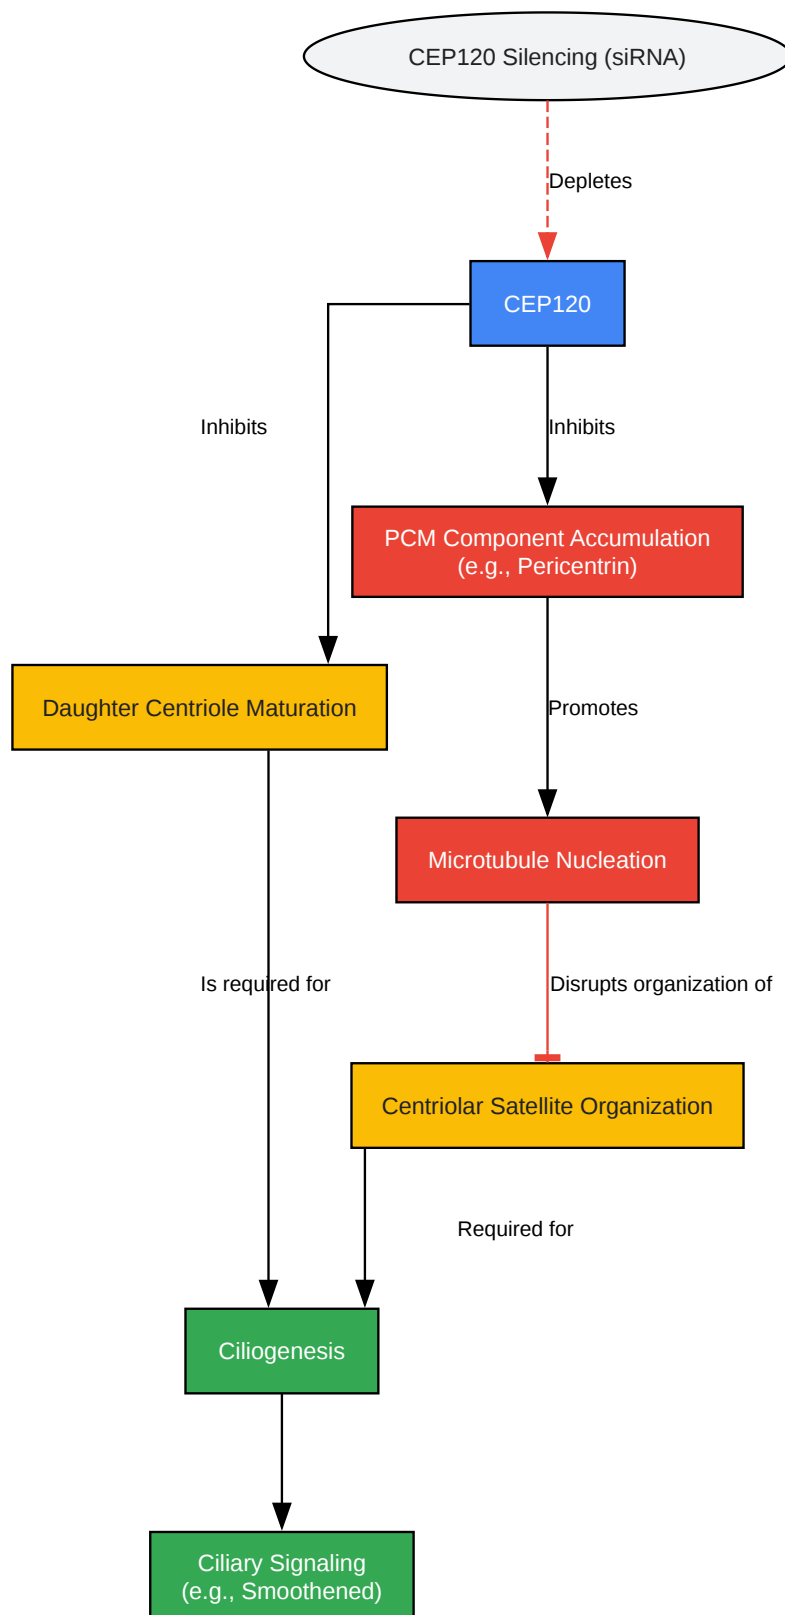 CEP120 Silencing (siRNA)
Depletes
CEP120
Inhibits
Inhibits
PCM Component Accumulation
(e.g., Pericentrin)
Daughter Centriole Maturation
Promotes
Microtubule Nucleation
Is required for
Disrupts organization of
Centriolar Satellite Organization
Required for
Ciliogenesis
Ciliary Signaling
(e.g., Smoothened)